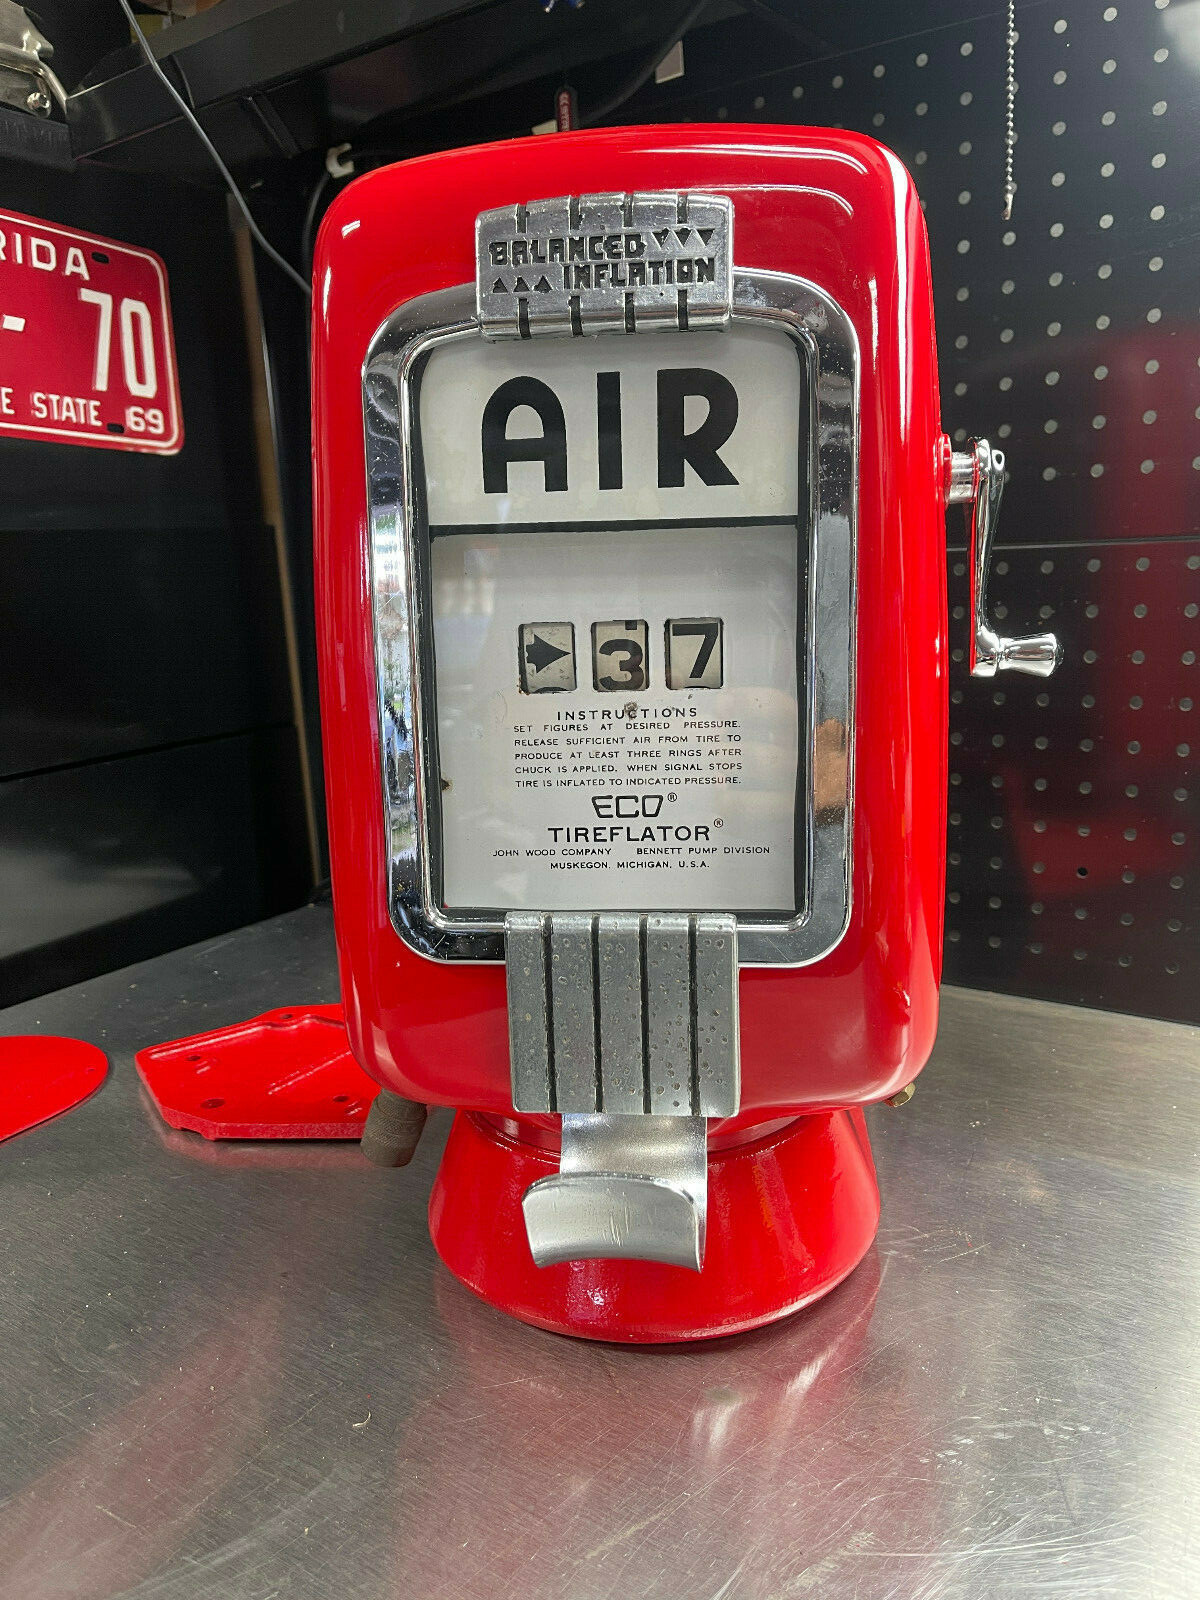 BALANCED
INFLATION
AIR
37
INSTRUCTIONS
SET FIGURES AT DESIRED PRESSURE.
RELEASE SUFFICIENT AIR FROM TIRE TO
PRODUCE AT LEAST THREE RINGS AFTER
CHUCK IS APPLIED. WHEN SIGNAL STOPS
TIRE IS INFLATED TO INDICATED PRESSURE.
ECO®
TIREFLATOR®
JOHN WOOD COMPANY BENNETT PUMP DIVISION
MUSKEGON, MICHIGAN, U.S.A.
RIDA
- 70
E STATE 69